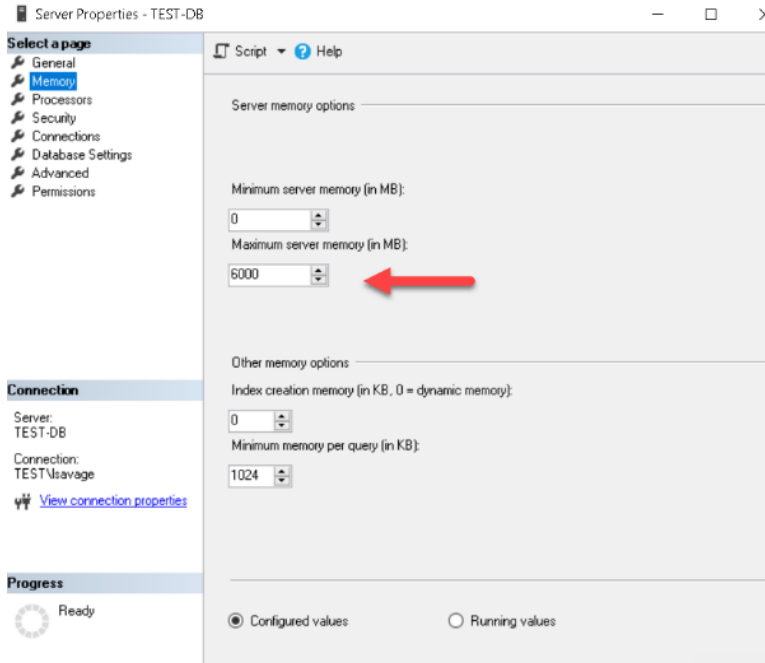 Server Properties - TEST-DB
Select a page
General
Memory
Processors
Security
Connections
Database Settings
Advanced
Permissions
Script
Help
Server memory options
Minimum server memory (in MB):
0
Maximum server memory (in MB):
6000
Other memory options
Index creation memory (in KB, 0 = dynamic memory):
0
Minimum memory per query (in KB):
1024
Connection
Server:
TEST-DB
Connection:
TEST\lsavage
View connection properties
Progress
Ready
Configured values
Running values